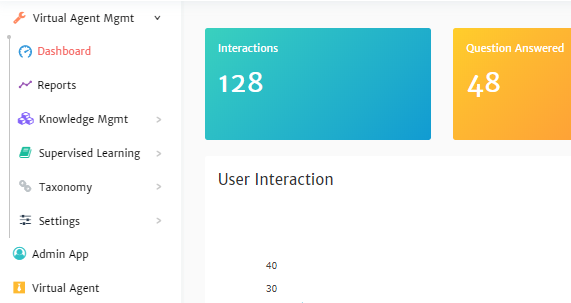 Virtual Agent Mgmt
Dashboard
Reports
Knowledge Mgmt
Supervised Learning
Taxonomy
Settings
Admin App
Virtual Agent
Interactions
128
Question Answered
48
User Interaction
40
30